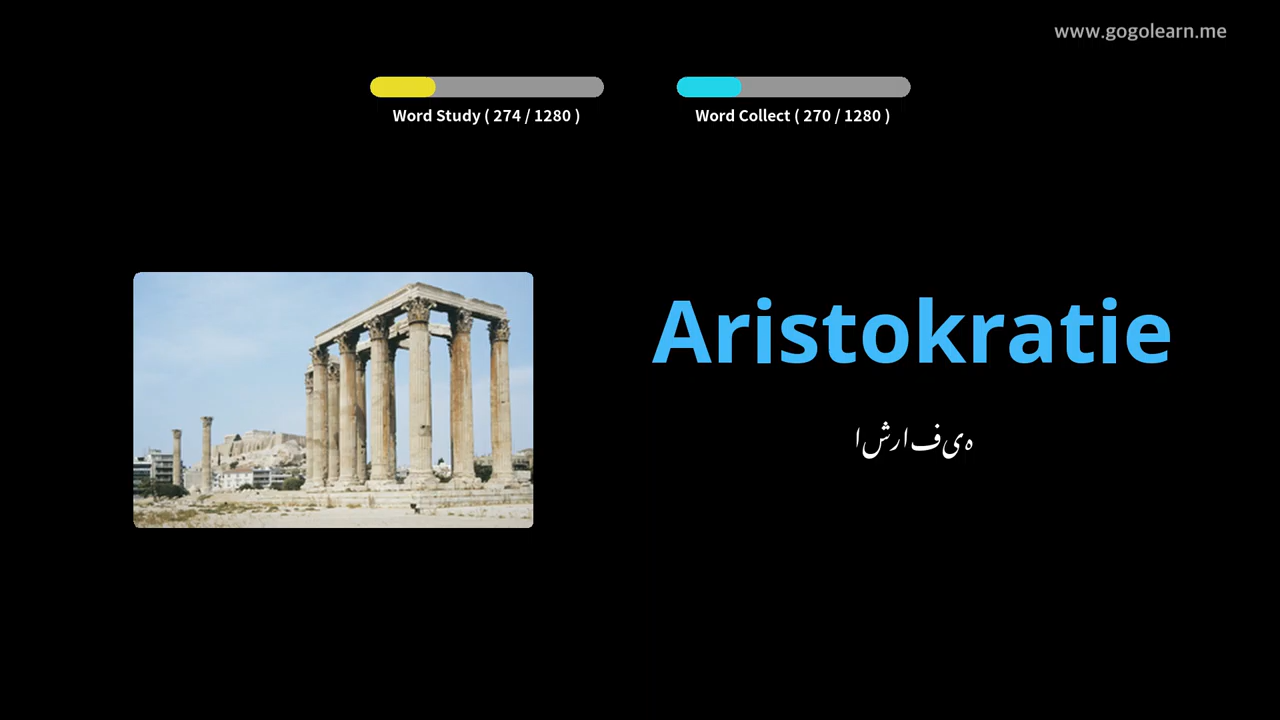 www.gogolearn.me
Word Study ( 274 / 1280 )
Word Collect ( 270 / 1280 )
Aristokratie
اشرافیہ